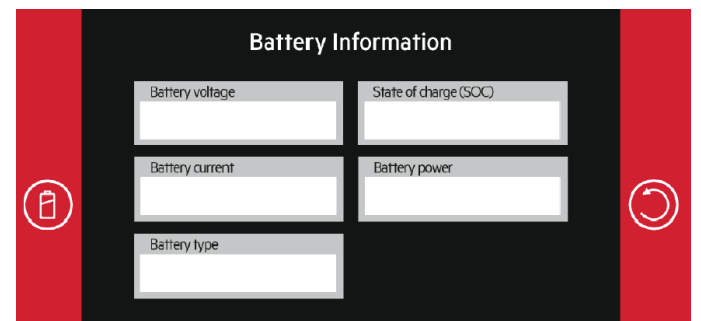 Battery Information
Battery voltage
State of charge (SOC)
Battery current
Battery power
Battery type